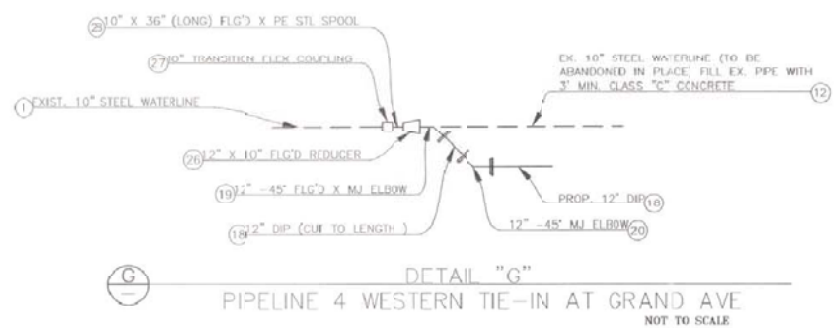 28 10" X 36" (LONG) FLG'D X PE STL SPOOL
27 10" TRANSITION FLEX COUPLING
EX. 10" STEEL WATERLINE (TO BE
ABANDONED IN PLACE) FILL EX. PIPE WITH
3' MIN. CLASS "C" CONCRETE 12
1 EXIST. 10" STEEL WATERLINE
26 12" X 10" FLG'D REDUCER
19 12" -45° FLG'D X MJ ELBOW
PROP. 12" DIP
18 12" DIP (CUT TO LENGTH)
12" -45° MJ ELBOW 20
G
DETAIL "G"
PIPELINE 4 WESTERN TIE-IN AT GRAND AVE
NOT TO SCALE